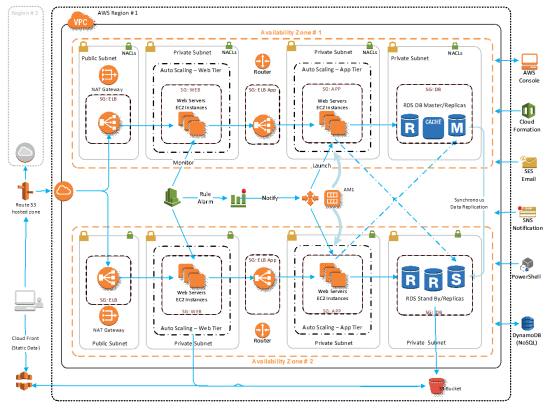 Region # 2
AWS Region #1
VPC
Availability Zone # 1
NACLs
NACLs
NACLs
NACLs
Public Subnet
Private Subnet
Private Subnet
Private Subnet
NAT Gateway
Auto Scaling – Web Tier
Router
Auto Scaling – App Tier
SG: ELB
SG: WEB
SG: ELB App
SG: APP
SG: DB
Web Servers
EC2 Instances
Web Servers
EC2 Instances
RDS DB Master/Replicas
R
CACHE
M
AWS
Console
Cloud
Formation
SES
Email
SNS
Notification
PowerShell
DynamoDB
(NoSQL)
Monitor
Launch
Route 53
hosted zone
Rule
Alarm
Notify
AM1
Synchronous
Data Replication
SG: ELB App
Web Servers
EC2 Instances
Web Servers
EC2 Instances
R
R
S
RDS Stand By/Replicas
SG: ELB
SG: WEB
SG: APP
SG: DB
NAT Gateway
Auto Scaling – Web Tier
Router
Auto Scaling – App Tier
Public Subnet
Private Subnet
Private Subnet
Private Subnet
Availability Zone # 2
Cloud Front
(Static Data)
S3 Bucket